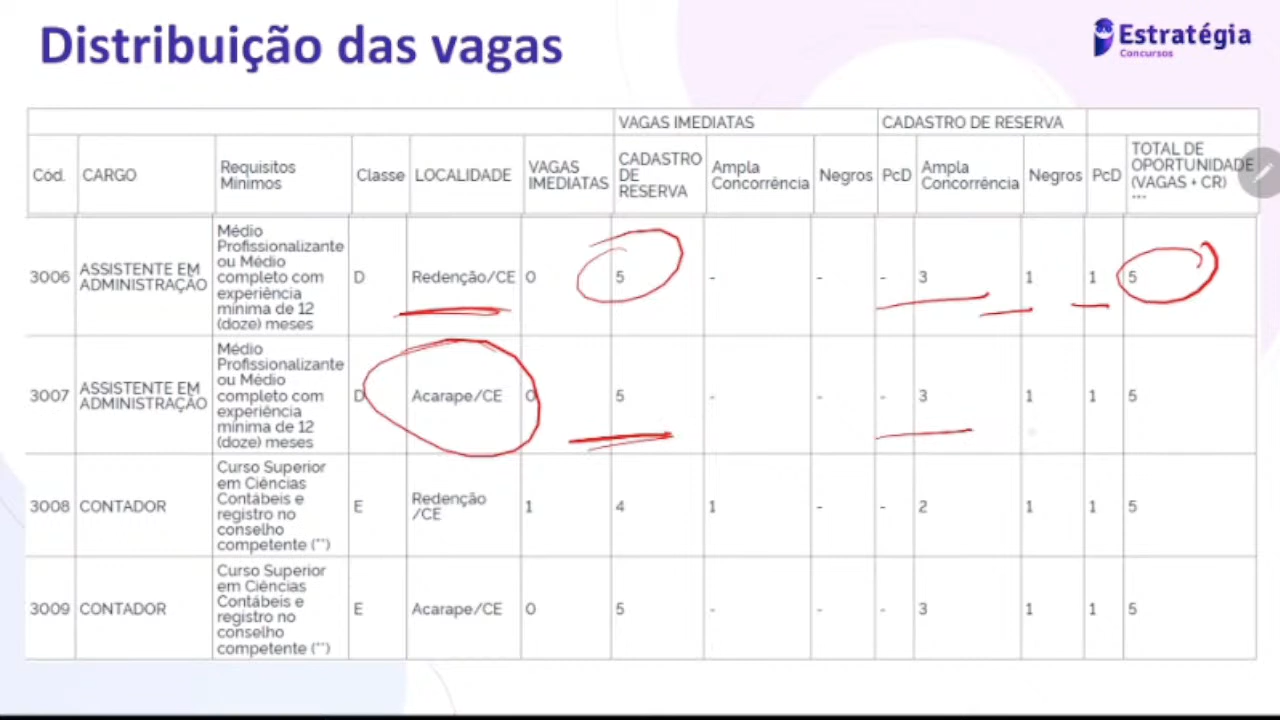 Distribuição das vagas
Estratégia
Concursos
VAGAS IMEDIATAS CADASTRO DE RESERVA
Cód. CARGO Requisitos Mínimos Classe LOCALIDADE VAGAS IMEDIATAS CADASTRO DE RESERVA Ampla Concorrência Negros PcD Ampla Concorrência Negros PcD TOTAL DE OPORTUNIDADE (VAGAS + CR) ***
3006 ASSISTENTE EM ADMINISTRAÇÃO Médio Profissionalizante ou Médio completo com experiência mínima de 12 (doze) meses D Redenção/CE 0 5 - - - 3 1 1 5
3007 ASSISTENTE EM ADMINISTRAÇÃO Médio Profissionalizante ou Médio completo com experiência mínima de 12 (doze) meses D Acarape/CE 0 5 - - - 3 1 1 5
3008 CONTADOR Curso Superior em Ciências Contábeis e registro no conselho competente (**) E Redenção /CE 1 4 1 - - 2 1 1 5
3009 CONTADOR Curso Superior em Ciências Contábeis e registro no conselho competente (**) E Acarape/CE 0 5 - - - 3 1 1 5